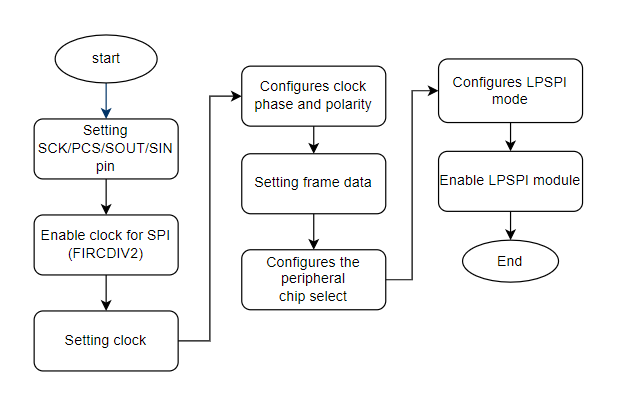 start
Setting
SCK/PCS/SOUT/SIN
pin
Enable clock for SPI
(FIRCDIV2)
Setting clock
Configures clock
phase and polarity
Setting frame data
Configures the
peripheral
chip select
Configures LPSPI
mode
Enable LPSPI module
End